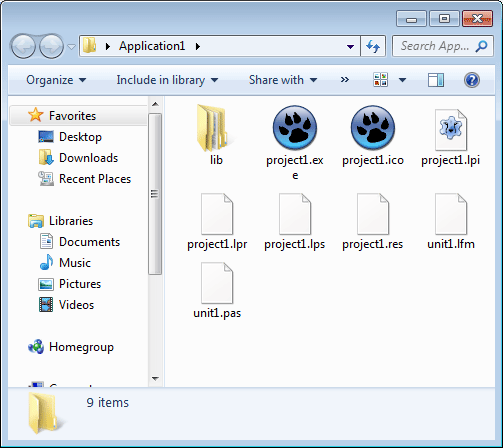 Application1
Search App...
Organize
Include in library
Share with
»
Favorites
Desktop
Downloads
Recent Places
Libraries
Documents
Music
Pictures
Videos
Homegroup
lib
project1.ex
e
project1.ico
project1.lpi
project1.lpr
project1.lps
project1.res
unit1.lfm
unit1.pas
9 items